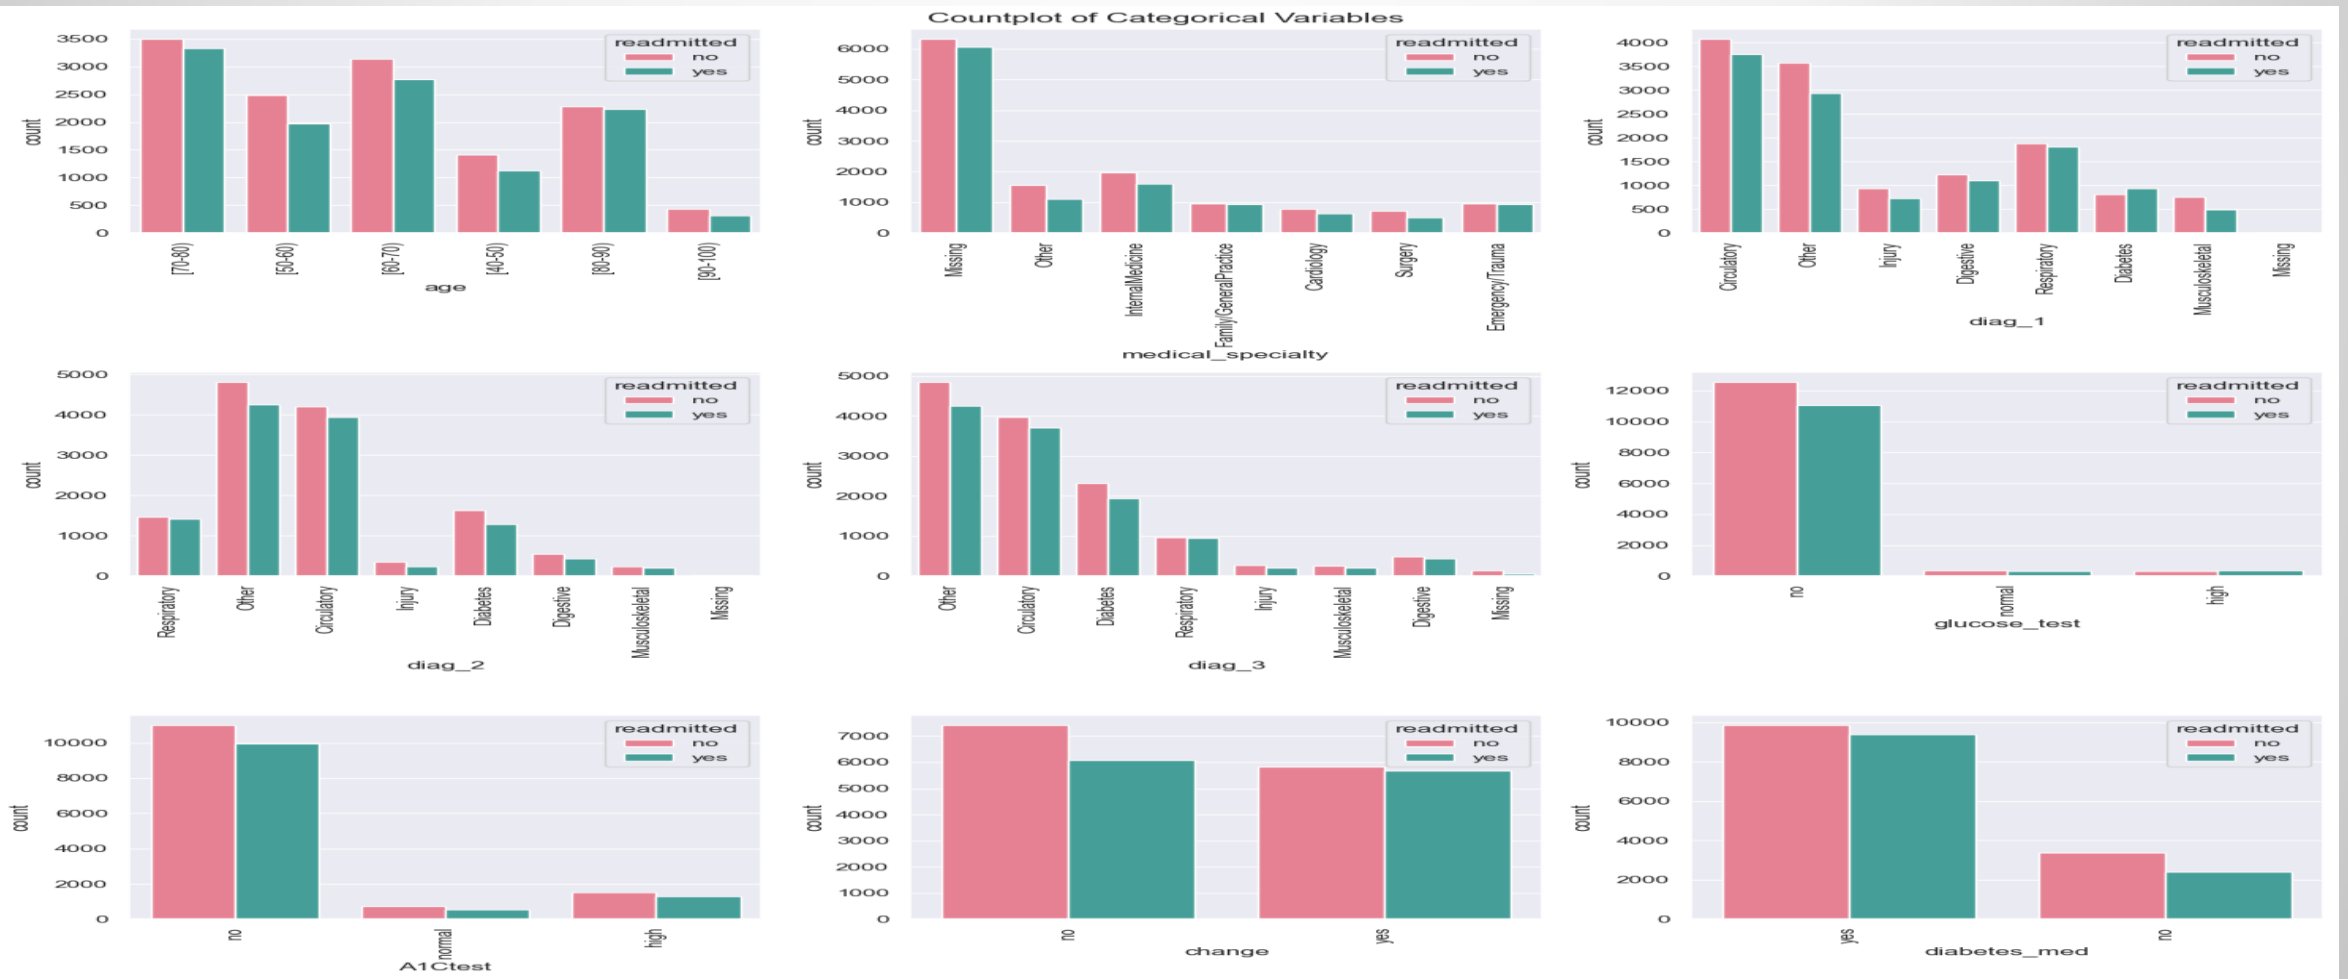 Countplot of Categorical Variables
3500
3000
2500
2000
1500
1000
500
0
count
readmitted
no
yes
[70-80)
[50-60)
[60-70)
[40-50)
[80-90)
[90-100)
age
6000
5000
4000
3000
2000
1000
0
count
readmitted
no
yes
Missing
Other
InternalMedicine
Family/GeneralPractice
Cardiology
Surgery
Emergency/Trauma
medical_specialty
4000
3500
3000
2500
2000
1500
1000
500
0
count
readmitted
no
yes
Circulatory
Other
Injury
Digestive
Respiratory
Diabetes
Musculoskeletal
Missing
diag_1
5000
4000
3000
2000
1000
0
count
readmitted
no
yes
Respiratory
Other
Circulatory
Injury
Diabetes
Digestive
Musculoskeletal
Missing
diag_2
5000
4000
3000
2000
1000
0
count
readmitted
no
yes
Other
Circulatory
Diabetes
Respiratory
Injury
Musculoskeletal
Digestive
Missing
diag_3
12000
10000
8000
6000
4000
2000
0
count
readmitted
no
yes
no
normal
high
glucose_test
10000
8000
6000
4000
2000
0
count
readmitted
no
yes
no
normal
high
A1Ctest
7000
6000
5000
4000
3000
2000
1000
0
count
readmitted
no
yes
no
yes
change
10000
8000
6000
4000
2000
0
count
readmitted
no
yes
yes
no
diabetes_med